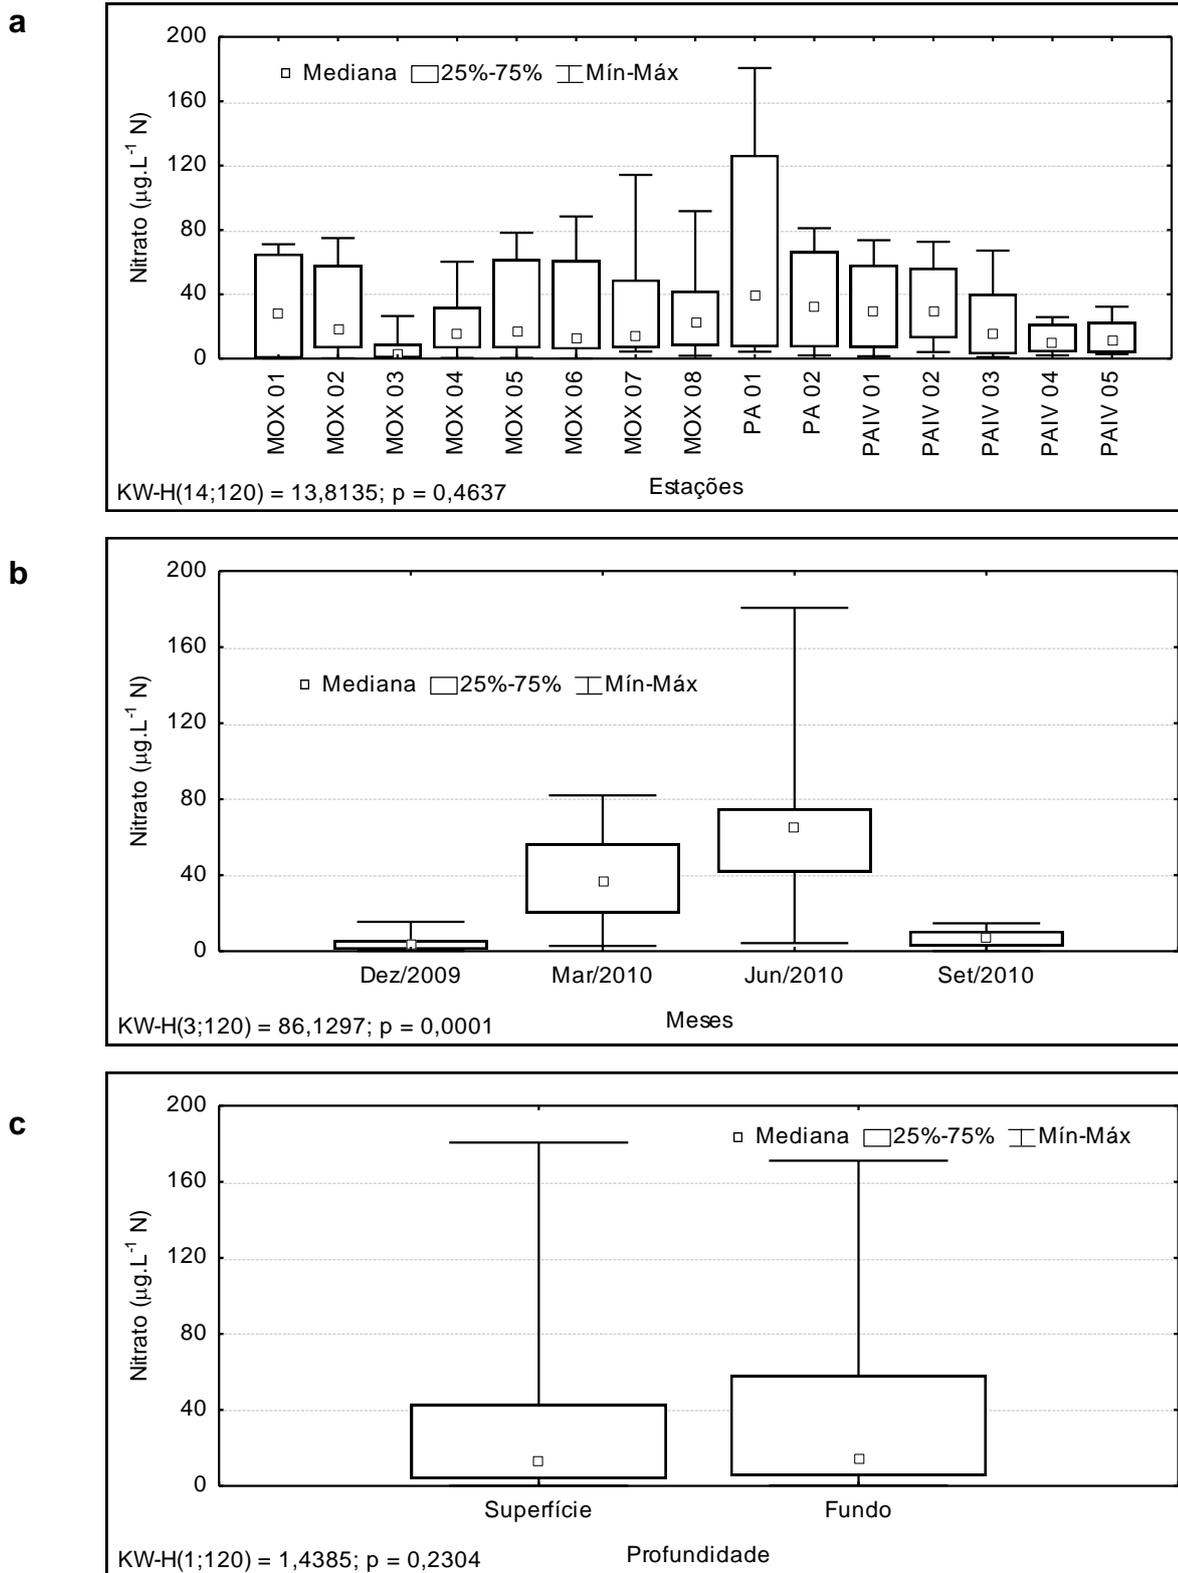 a
200
160
120
80
40
0
Nitrato (µg.L⁻¹ N)
Mediana 25%-75% Mín-Máx
MOX 01
MOX 02
MOX 03
MOX 04
MOX 05
MOX 06
MOX 07
MOX 08
PA 01
PA 02
PAIV 01
PAIV 02
PAIV 03
PAIV 04
PAIV 05
Estações
KW-H(14;120) = 13,8135; p = 0,4637
b
200
160
120
80
40
0
Nitrato (µg.L⁻¹ N)
Mediana 25%-75% Mín-Máx
Dez/2009 Mar/2010 Jun/2010 Set/2010
Meses
KW-H(3;120) = 86,1297; p = 0,0001
c
200
160
120
80
40
0
Nitrato (µg.L⁻¹ N)
Mediana 25%-75% Mín-Máx
Superfície Fundo
Profundidade
KW-H(1;120) = 1,4385; p = 0,2304